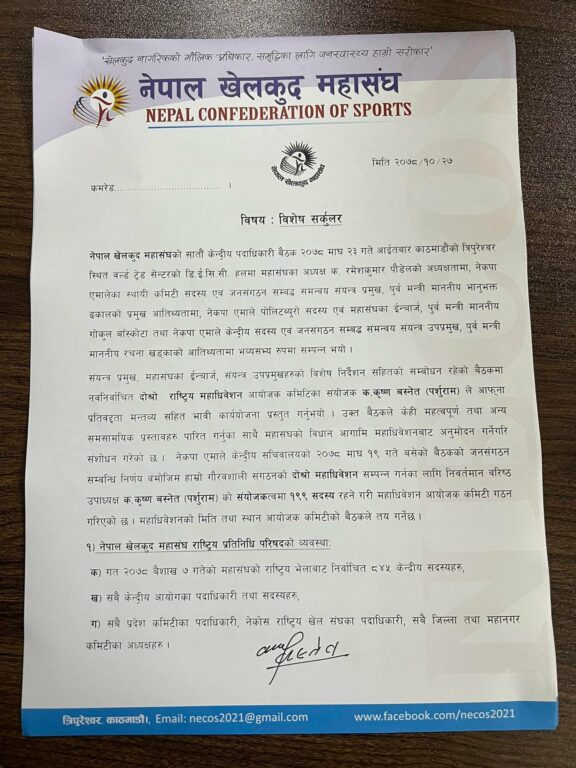 'खेलकुद नागरिकको मौलिक अधिकार, समृद्धिका लागि जनस्वास्थ्य हाम्रो सरोकार'
नेपाल खेलकुद महासंघ
NEPAL CONFEDERATION OF SPORTS
नेपाल खेलकुद महासंघ
मिति २०७८/१०/२७
कमरेड................................ ।
विषय : विशेष सर्कुलर
नेपाल खेलकुद महासंघको सातौं केन्द्रीय पदाधिकारी बैठक २०७८ माघ २३ गते आईतबार काठमाडौंको त्रिपुरेश्वर
स्थित वर्ल्ड ट्रेड सेन्टरको डि.ई.सि.सी. हलमा महासंघका अध्यक्ष क. रमेशकुमार पौडेलको अध्यक्षतामा, नेकपा
एमालेका स्थायी कमिटी सदस्य एवं जनसंगठन सम्बद्ध समन्वय संयन्त्र प्रमुख, पुर्व मन्त्री माननीय भानुभक्त
ढकालको प्रमुख आतिथ्यतामा, नेकपा एमाले पोलिटब्युरो सदस्य एवं महासंघका ईन्चार्ज, पुर्व मन्त्री माननीय
गोकुल बाँस्कोटा तथा नेकपा एमाले केन्द्रीय सदस्य एवं जनसंगठन सम्बद्ध संमन्वय संयन्त्र उपप्रमुख, पुर्व मन्त्री
माननीय रचना खड्काको आतिथ्यतामा भव्यसभ्य रुपमा सम्पन्न भयो ।
संयन्त्र प्रमुख, महासंघका ईन्चार्ज, संयन्त्र उपप्रमुखहरुको विशेष निर्देशन सहितको सम्बोधन रहेको बैठकमा
नवनिर्वाचित दोश्रो राष्ट्रिय महाधिवेशन आयोजक कमिटिका संयोजक क.कृष्ण बस्नेत (पर्शुराम) ले आफ्ना
प्रतिवद्दता मन्तव्य सहित भावी कार्ययोजना प्रस्तुत गर्नुभयो । उक्त बैठकले केही महत्वपूर्ण तथा अन्य
समसामयिक प्रस्तावहरु पारित गर्नुका साथै महासंघको विधान आगामि महाधिवेशनबाट अनुमोदन गर्नेगरि
संशोधन गरेको छ । नेकपा एमाले केन्द्रीय सचिवालयको २०७८ माघ १९ गते बसेको बैठकको जनसंगठन
सम्बन्धि निर्णय वमोजिम हाम्रो गौरवशाली संगठनको दोश्रो महाधिवेशन सम्पन्न गर्नका लागि निवर्तमान वरिष्ठ
उपाध्यक्ष क.कृष्ण बस्नेत (पर्शुराम) को संयोजकत्वमा १९९ सदस्य रहने गरी महाधिवेशन आयोजक कमिटी गठन
गरिएको छ । महाधिवेशनको मिति तथा स्थान आयोजक कमिटीको बैठकले तय गर्नेछ ।
१) नेपाल खेलकुद महासंघ राष्ट्रिय प्रतिनिधि परिषदको व्यवस्था:
क) गत २०७८ बैशाख ७ गतेको महासंघको राष्ट्रिय भेलाबाट निर्वाचित ८४५ केन्द्रीय सदस्यहरु,
ख) सबै केन्द्रीय आयोगका पदाधिकारी तथा सदस्यहरु,
ग) सबै प्रदेश कमिटीका पदाधिकारी, नेकोस राष्ट्रिय खेल संघका पदाधिकारी, सबै जिल्ला तथा महानगर
कमिटीका अध्यक्षहरु ।
त्रिपुरेश्वर, काठमाडौं, Email: necos2021@gmail.com www.facebook.com/necos2021